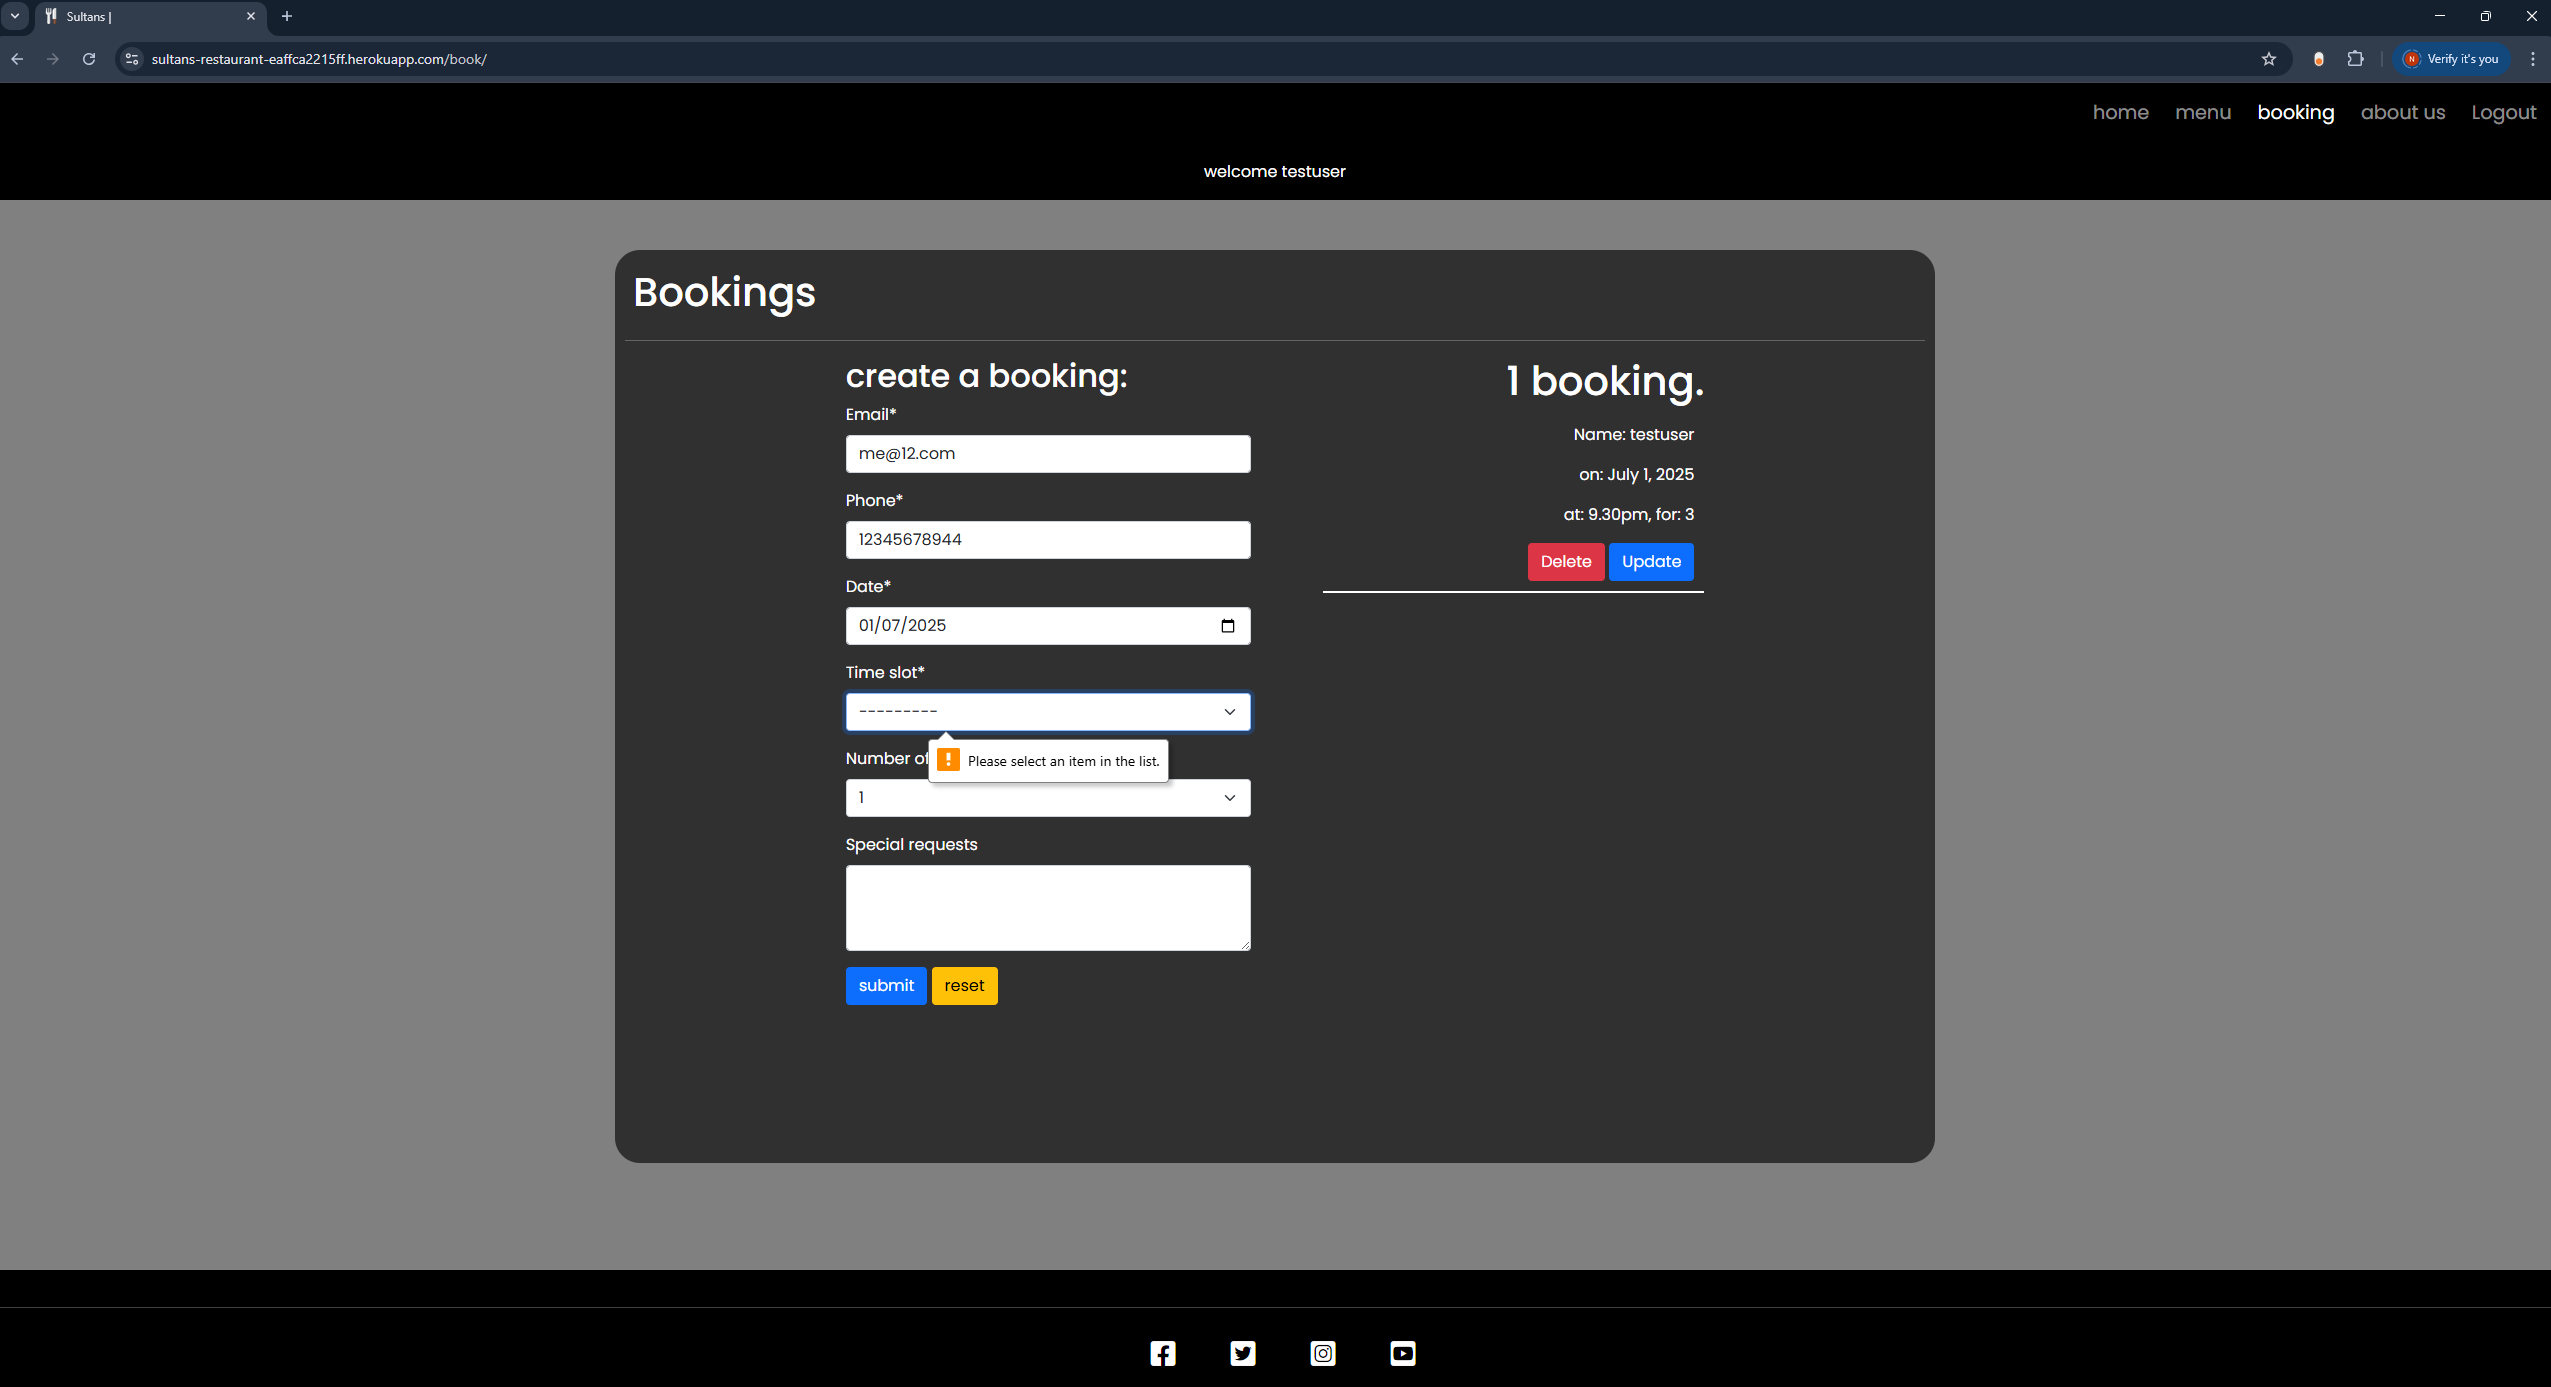 Sultans |
sultans-restaurant-eaffca2215ff.herokuapp.com/book/
N Verify it's you
home menu booking about us Logout
welcome testuser
Bookings
create a booking:
Email*
me@12.com
Phone*
12345678944
Date*
01/07/2025
Time slot*
---------
Please select an item in the list.
Number of
1
Special requests
submit reset
1 booking.
Name: testuser
on: July 1, 2025
at: 9.30pm, for: 3
Delete Update